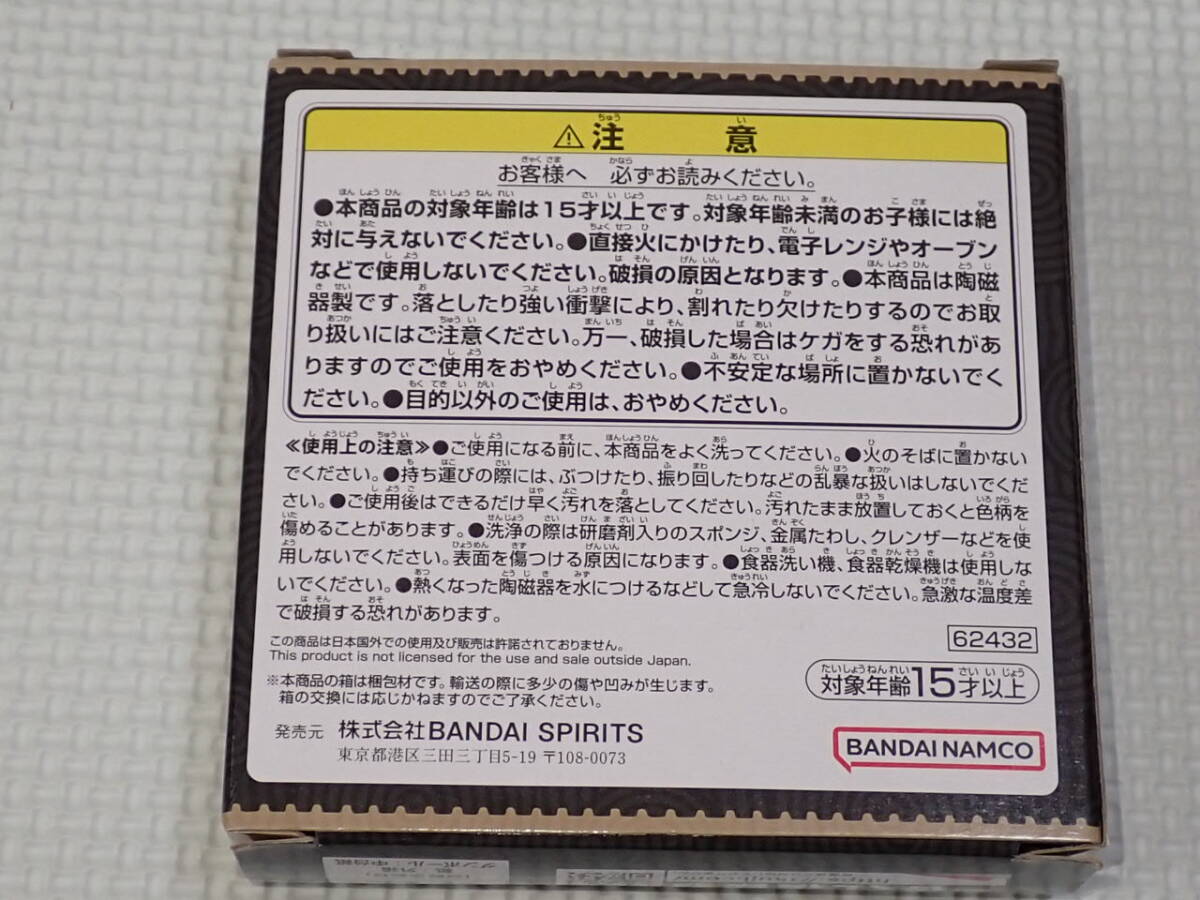 ⚠注 意
お客様へ 必ずお読みください。
●本商品の対象年齢は15才以上です。対象年齢未満のお子様には絶
対に与えないでください。●直接火にかけたり、電子レンジやオーブン
などで使用しないでください。破損の原因となります。●本商品は陶磁
器製です。落としたり強い衝撃により、割れたり欠けたりするのでお取
り扱いにはご注意ください。万一、破損した場合はケガをする恐れがあ
りますのでご使用をおやめください。●不安定な場所に置かないでく
ださい。●目的以外のご使用は、おやめください。
≪使用上の注意≫●ご使用になる前に、本商品をよく洗ってください。●火のそばに置かない
でください。●持ち運びの際には、ぶつけたり、振り回したりなどの乱暴な扱いはしないでくだ
さい。●ご使用後はできるだけ早く汚れを落としてください。汚れたまま放置しておくと色柄を
傷めることがあります。●洗浄の際は研磨剤入りのスポンジ、金属たわし、クレンザーなどを使
用しないでください。表面を傷つける原因になります。●食器洗い機、食器乾燥機は使用しな
いでください。●熱くなった陶磁器を水につけるなどして急冷しないでください。急激な温度差
で破損する恐れがあります。
この商品は日本国外での使用及び販売は許諾されておりません。
This product is not licensed for the use and sale outside Japan.
62432
※本商品の箱は梱包材です。輸送の際に多少の傷や凹みが生じます。
箱の交換には応じかねますのでご了承ください。
対象年齢15才以上
発売元 株式会社BANDAI SPIRITS
東京都港区三田三丁目5-19 〒108-0073
BANDAI NAMCO